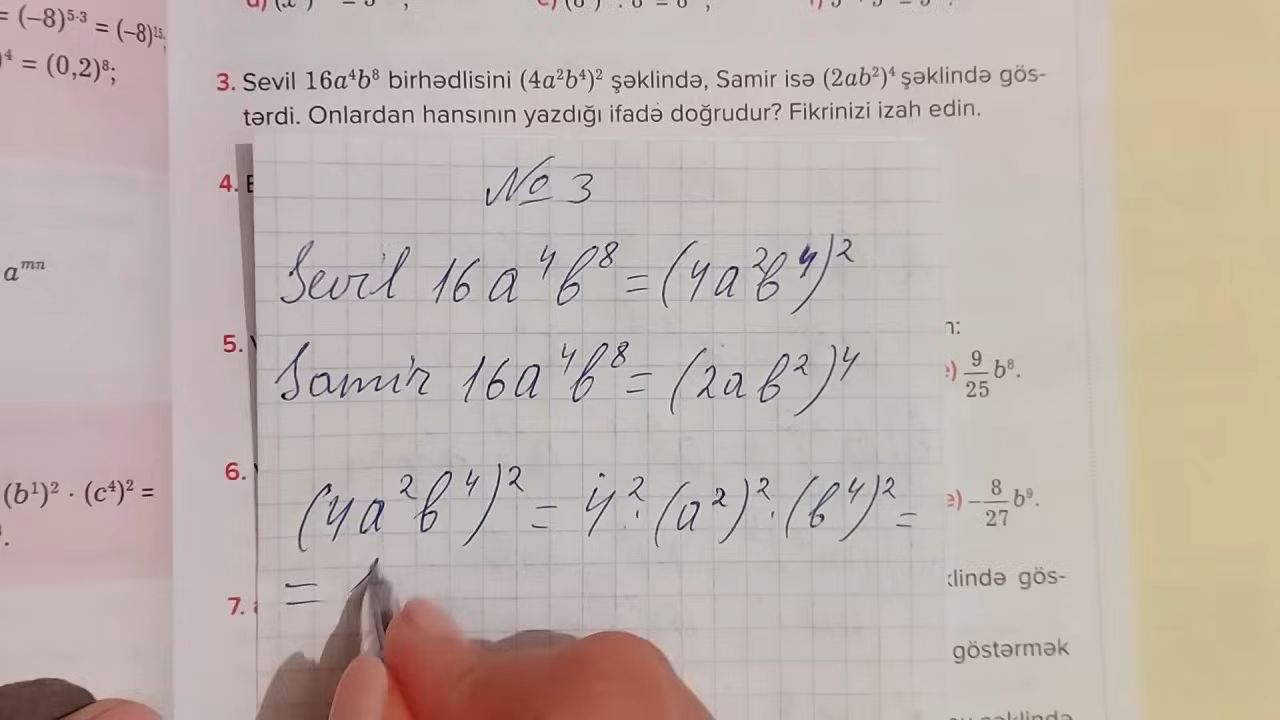 = (−8)⁵·³ = (−8)¹⁵;
⁴ = (0,2)⁸;
aᵐⁿ
(b¹)² · (c⁴)² =
3. Sevil 16a⁴b⁸ birhədlisini (4a²b⁴)² şəklində, Samir isə (2ab²)⁴ şəklində gös-
tərdi. Onlardan hansının yazdığı ifadə doğrudur? Fikrinizi izah edin.
4.
№ 3
Sevil 16a⁴b⁸ = (4a²b⁴)²
5.
Samir 16a⁴b⁸ = (2ab²)⁴
e) 9/25 b⁸.
6.
(4a²b⁴)² = 4² · (a²)² · (b⁴)² =
e) −8/27 b⁹.
=
7.
klində gös-
göstərmək